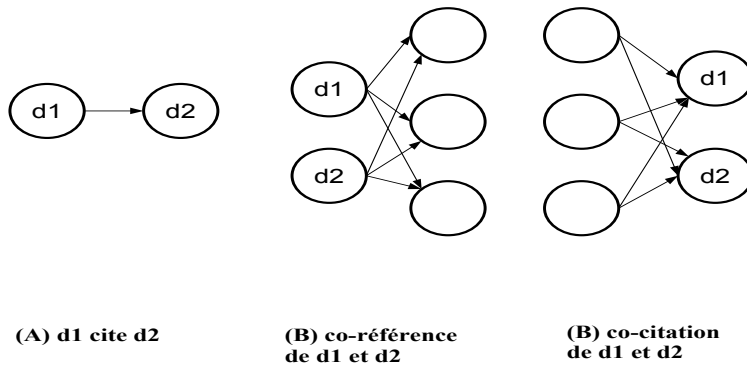 d1
d2
d1
d2
d1
d2
(A) d1 cite d2
(B) co-référence
de d1 et d2
(B) co-citation
de d1 et d2